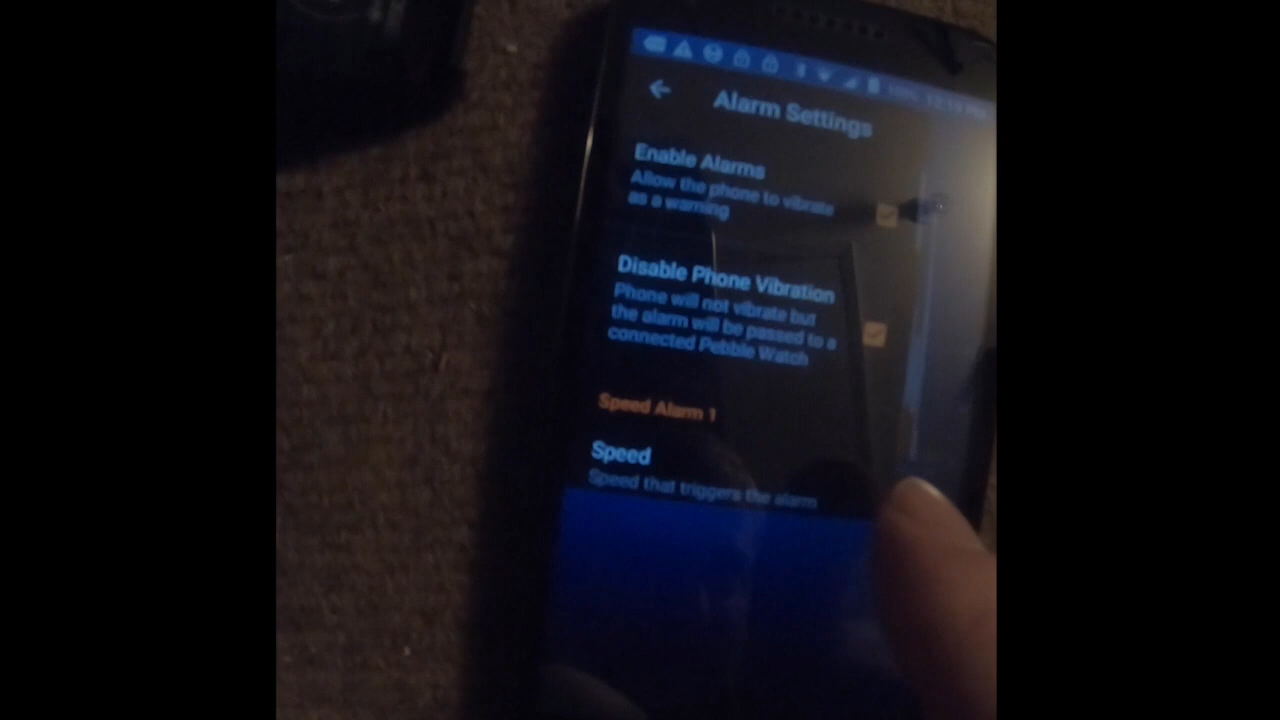 Alarm Settings
Enable Alarms
Allow the phone to vibrate
as a warning
Disable Phone Vibration
Phone will not vibrate but
the alarm will be passed to a
connected Pebble Watch
Speed Alarm 1
Speed
Speed that triggers the alarm